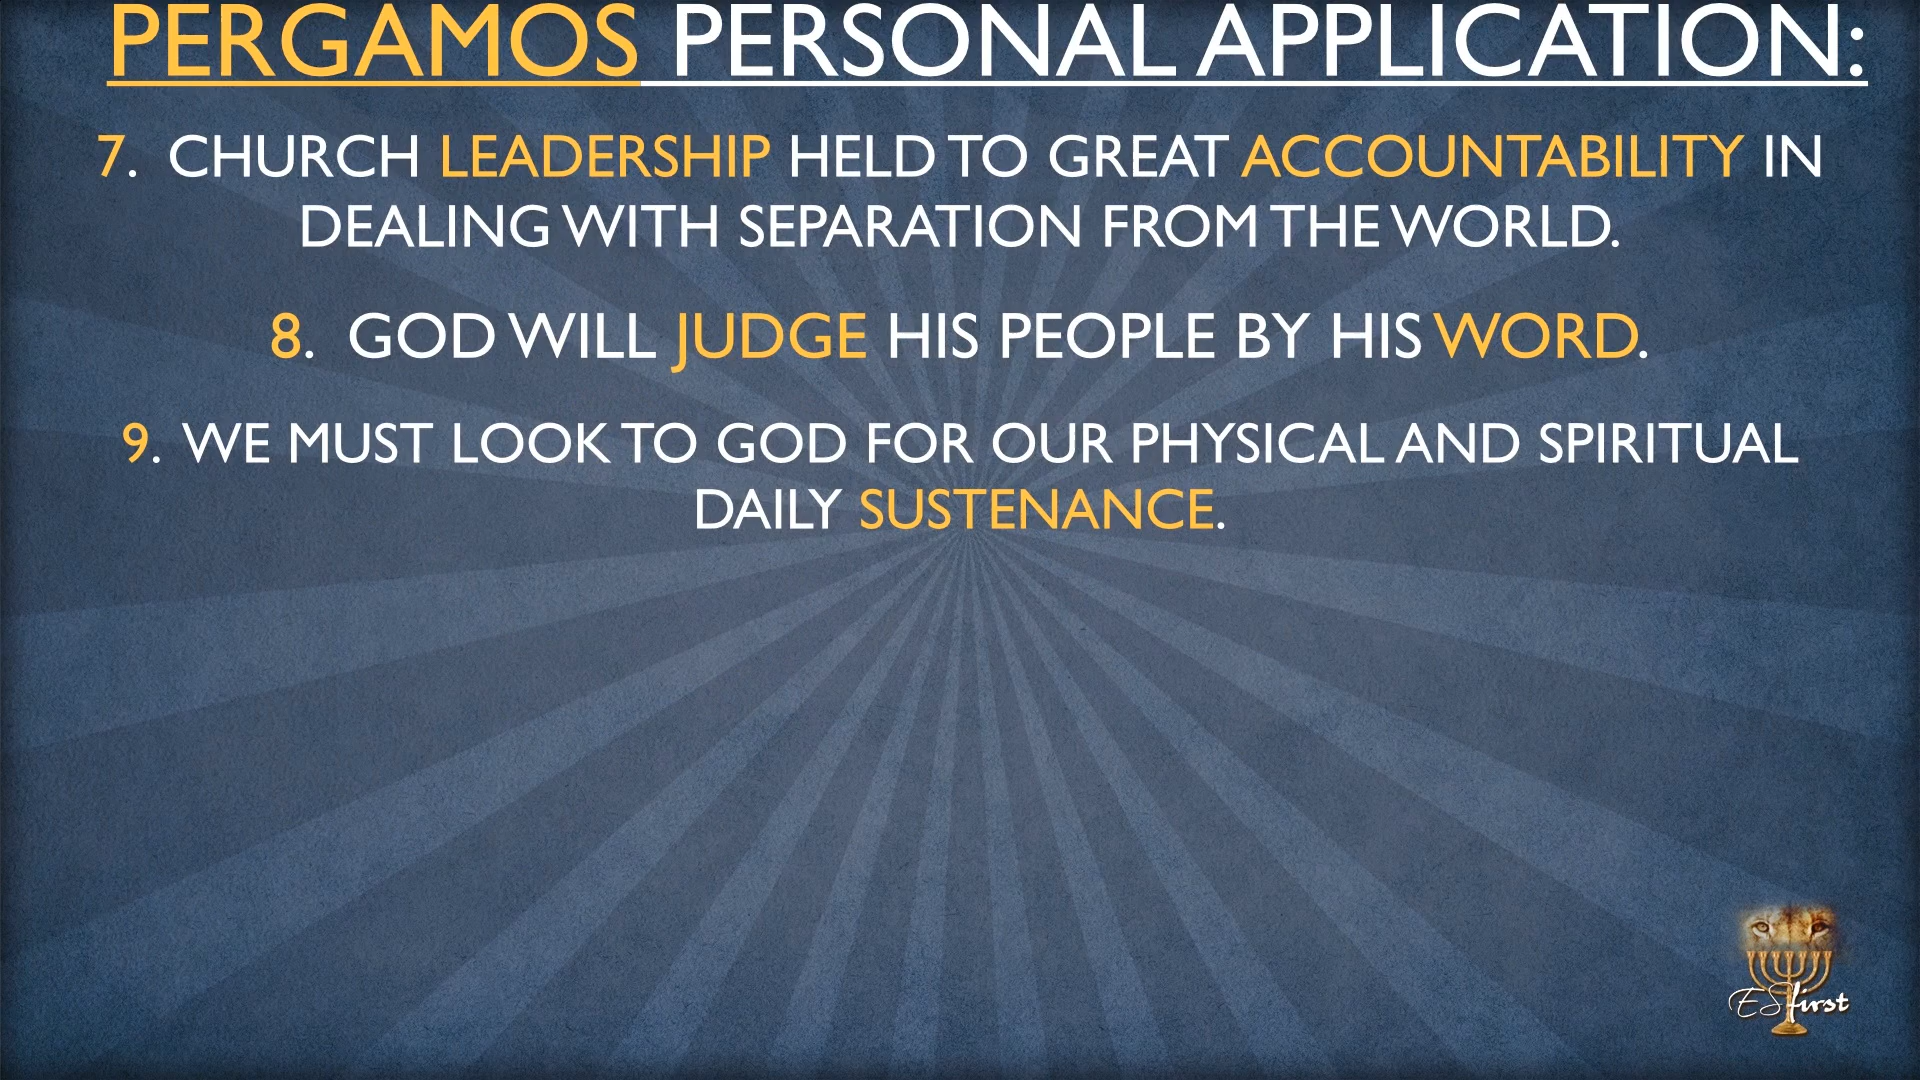 PERGAMOS PERSONAL APPLICATION:
7. CHURCH LEADERSHIP HELD TO GREAT ACCOUNTABILITY IN
DEALING WITH SEPARATION FROM THE WORLD.
8. GOD WILL JUDGE HIS PEOPLE BY HIS WORD.
9. WE MUST LOOK TO GOD FOR OUR PHYSICAL AND SPIRITUAL
DAILY SUSTENANCE.
ESfirst